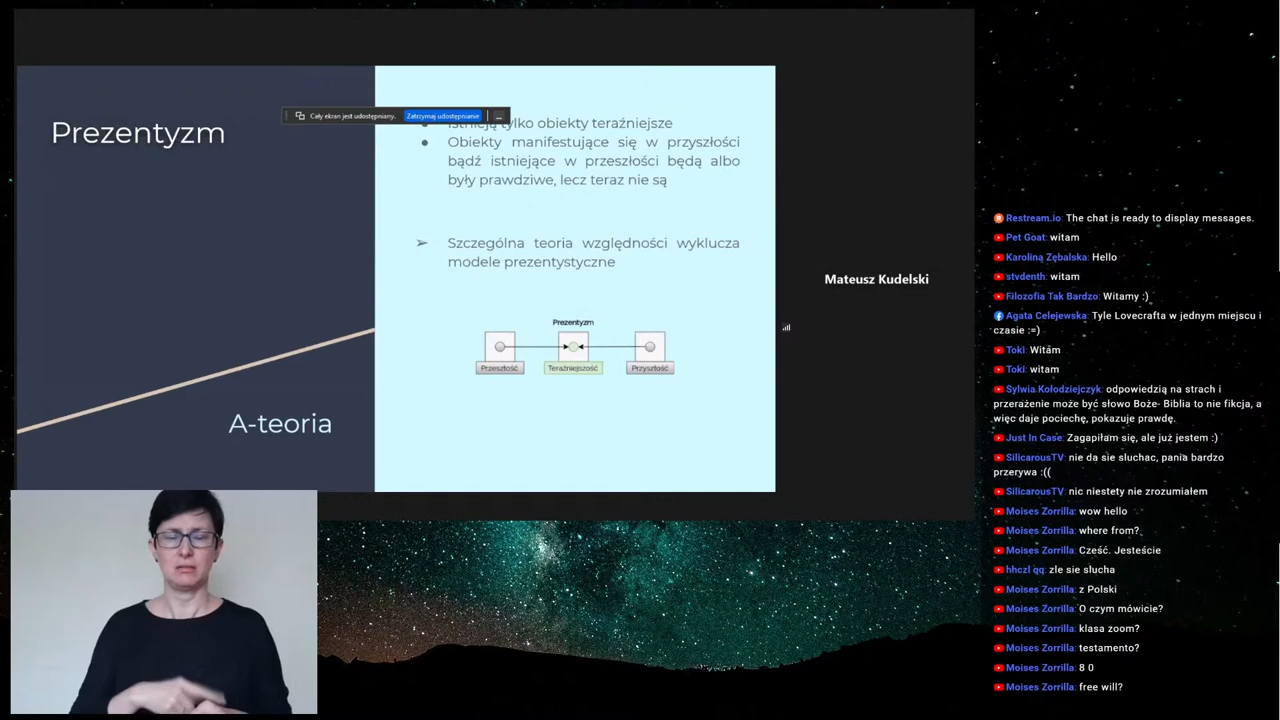 Prezentyzm
Cały ekran jest udostępniany.
Zatrzymaj udostępnianie
...
Istnieją tylko obiekty teraźniejsze
Obiekty manifestujące się w przyszłości
bądź istniejące w przeszłości będą albo
były prawdziwe, lecz teraz nie są
Szczególna teoria względności wyklucza
modele prezentystyczne
Prezentyzm
Przeszłość
Teraźniejszość
Przyszłość
A-teoria
Mateusz Kudelski
Restream.io: The chat is ready to display messages.
Pet Goat: witam
Karolina Zębalska: Hello
stvdenth: witam
Filozofia Tak Bardzo: Witamy :)
Agata Celejewska: Tyle Lovecrafta w jednym miejscu i
czasie :=)
Toki: Witám
Toki: witam
Sylwia Kołodziejczyk: odpowiedzią na strach i
przerażenie może być słowo Boże- Biblia to nie fikcja, a
więc daje pociechę, pokazuje prawdę.
Just In Case: Zagapiłam się, ale już jestem :)
SilicarousTV: nie da sie sluchac, pania bardzo
przerywa :((
SilicarousTV: nic niestety nie zrozumiałem
Moises Zorrilla: wow hello
Moises Zorrilla: where from?
Moises Zorrilla: Cześć. Jesteście
hhczl qq: zle sie slucha
Moises Zorrilla: z Polski
Moises Zorrilla: O czym mówicie?
Moises Zorrilla: klasa zoom?
Moises Zorrilla: testamento?
Moises Zorrilla: 8 0
Moises Zorrilla: free will?